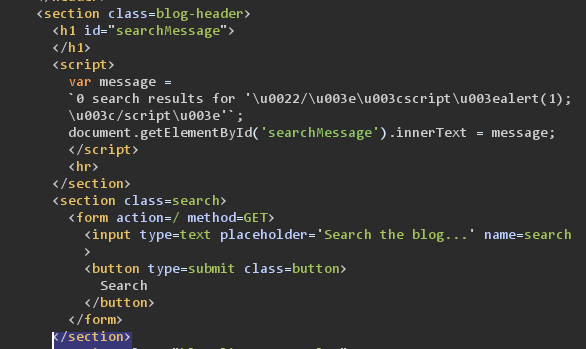 <section class=blog-header>
<h1 id="searchMessage">
</h1>
<script>
var message =
`0 search results for '\u0022/\u003e\u003cscript\u003ealert(1);
\u003c/script\u003e'`;
document.getElementById('searchMessage').innerText = message;
</script>
<hr>
</section>
<section class=search>
<form action=/ method=GET>
<input type=text placeholder='Search the blog...' name=search
>
<button type=submit class=button>
Search
</button>
</form>
</section>